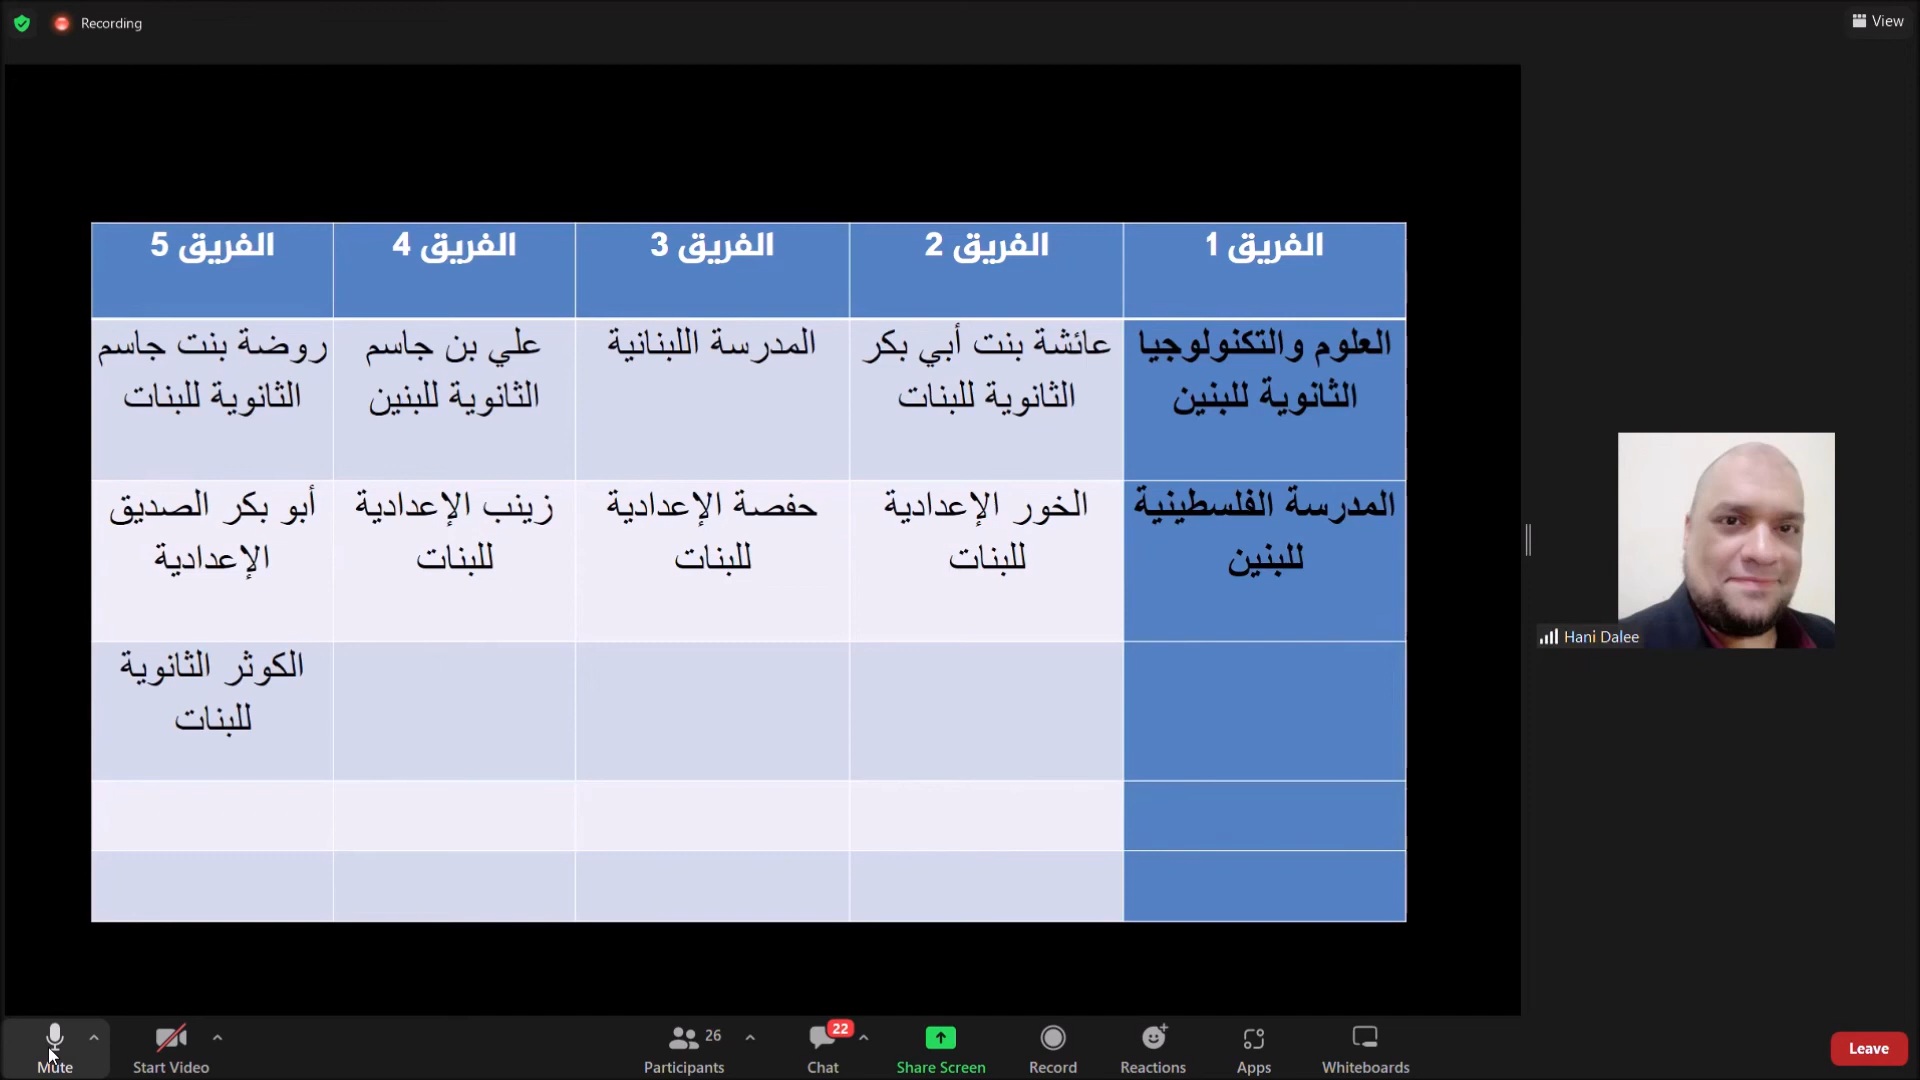 Recording
View
الفريق 1
الفريق 2
الفريق 3
الفريق 4
الفريق 5
العلوم والتكنولوجيا
الثانوية للبنين
عائشة بنت أبي بكر
الثانوية للبنات
المدرسة اللبنانية
علي بن جاسم
الثانوية للبنين
روضة بنت جاسم
الثانوية للبنات
المدرسة الفلسطينية
للبنين
الخور الإعدادية
للبنات
حفصة الإعدادية
للبنات
زينب الإعدادية
للبنات
أبو بكر الصديق
الإعدادية
الكوثر الثانوية
للبنات
Hani Dalee
Mute
Start Video
26
Participants
22
Chat
Share Screen
Record
Reactions
Apps
Whiteboards
Leave